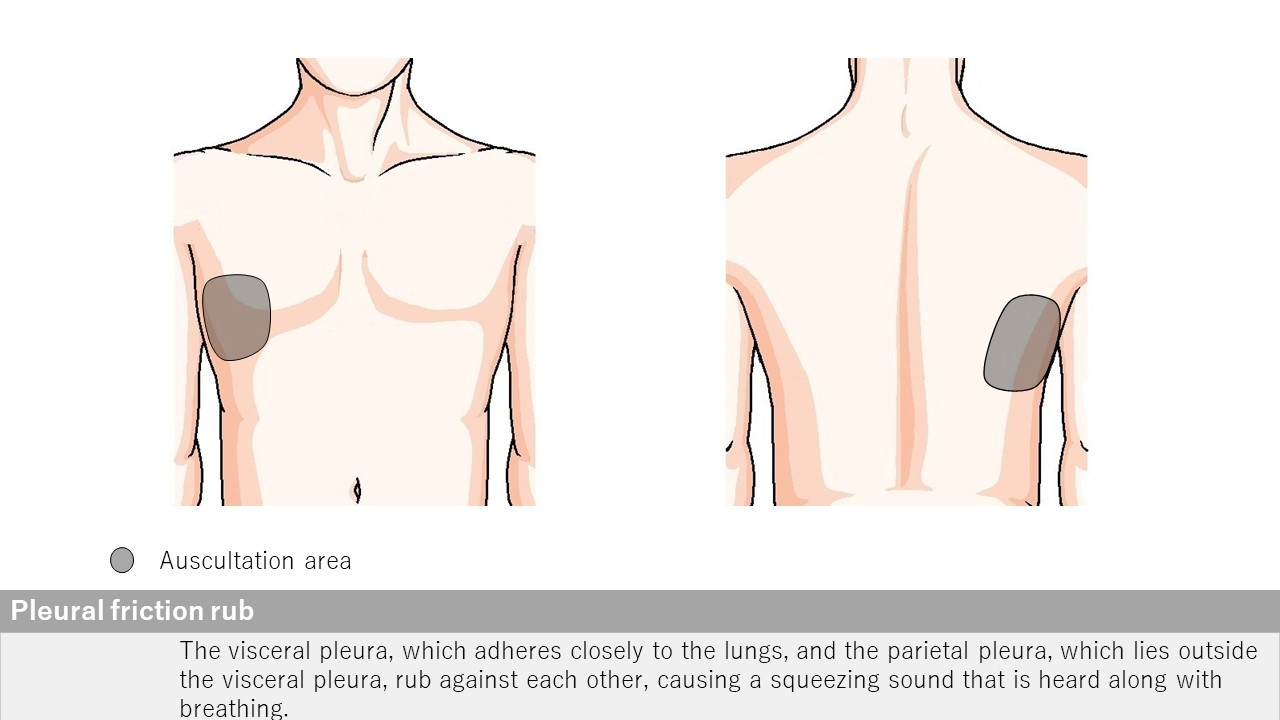 Auscultation area
Pleural friction rub
The visceral pleura, which adheres closely to the lungs, and the parietal pleura, which lies outside
the visceral pleura, rub against each other, causing a squeezing sound that is heard along with
breathing.